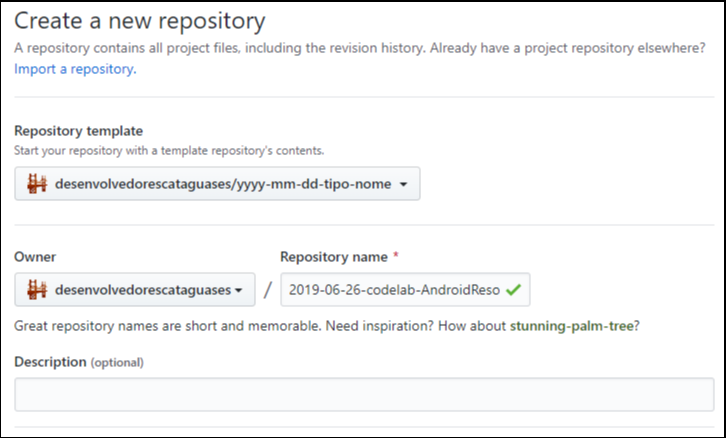 Create a new repository
A repository contains all project files, including the revision history. Already have a project repository elsewhere?
Import a repository.
Repository template
Start your repository with a template repository's contents.
desenvolvedorescataguases/yyyy-mm-dd-tipo-nome
Owner
Repository name *
desenvolvedorescataguases / 2019-06-26-codelab-AndroidReso
Great repository names are short and memorable. Need inspiration? How about stunning-palm-tree?
Description (optional)